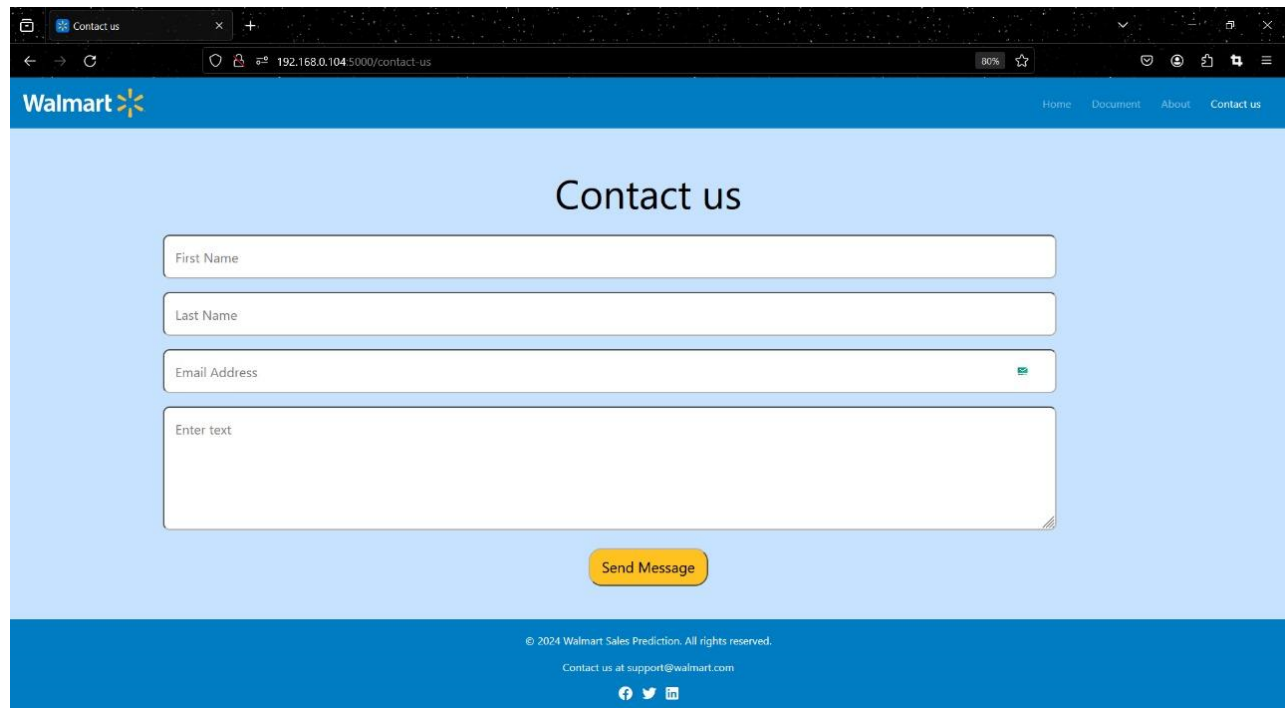 Contact us
192.168.0.104:5000/contact-us
80%
Walmart
Home Document About Contact us
Contact us
First Name
Last Name
Email Address
Enter text
Send Message
© 2024 Walmart Sales Prediction. All rights reserved.
Contact us at support@walmart.com